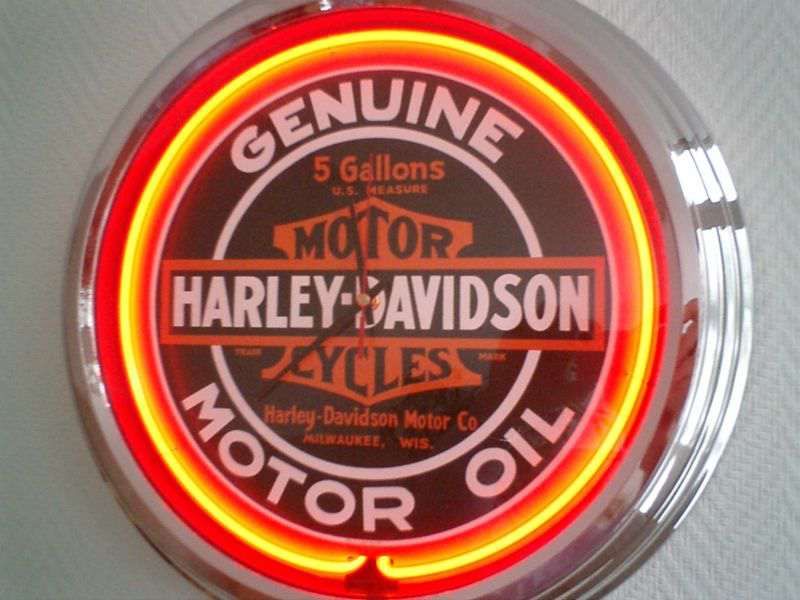 GENUINE
5 Gallons
U.S. MEASURE
MOTOR
HARLEY-DAVIDSON
CYCLES
TRADE MARK
Harley-Davidson Motor Co
MILWAUKEE, WIS.
MOTOR OIL